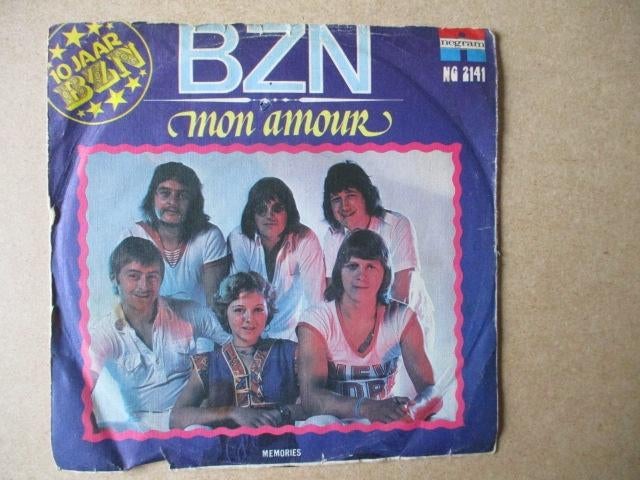 10 JAAR
BZN
BZN
negram
NG 2141
mon amour
MEMORIES